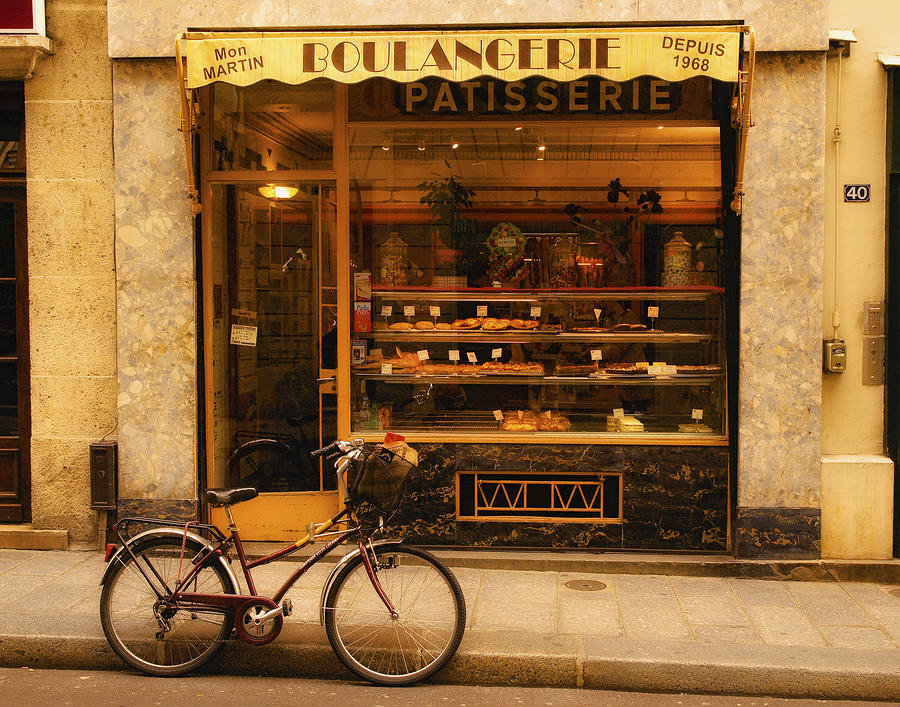 Mon
MARTIN
BOULANGERIE
DEPUIS
1968
PATISSERIE
40